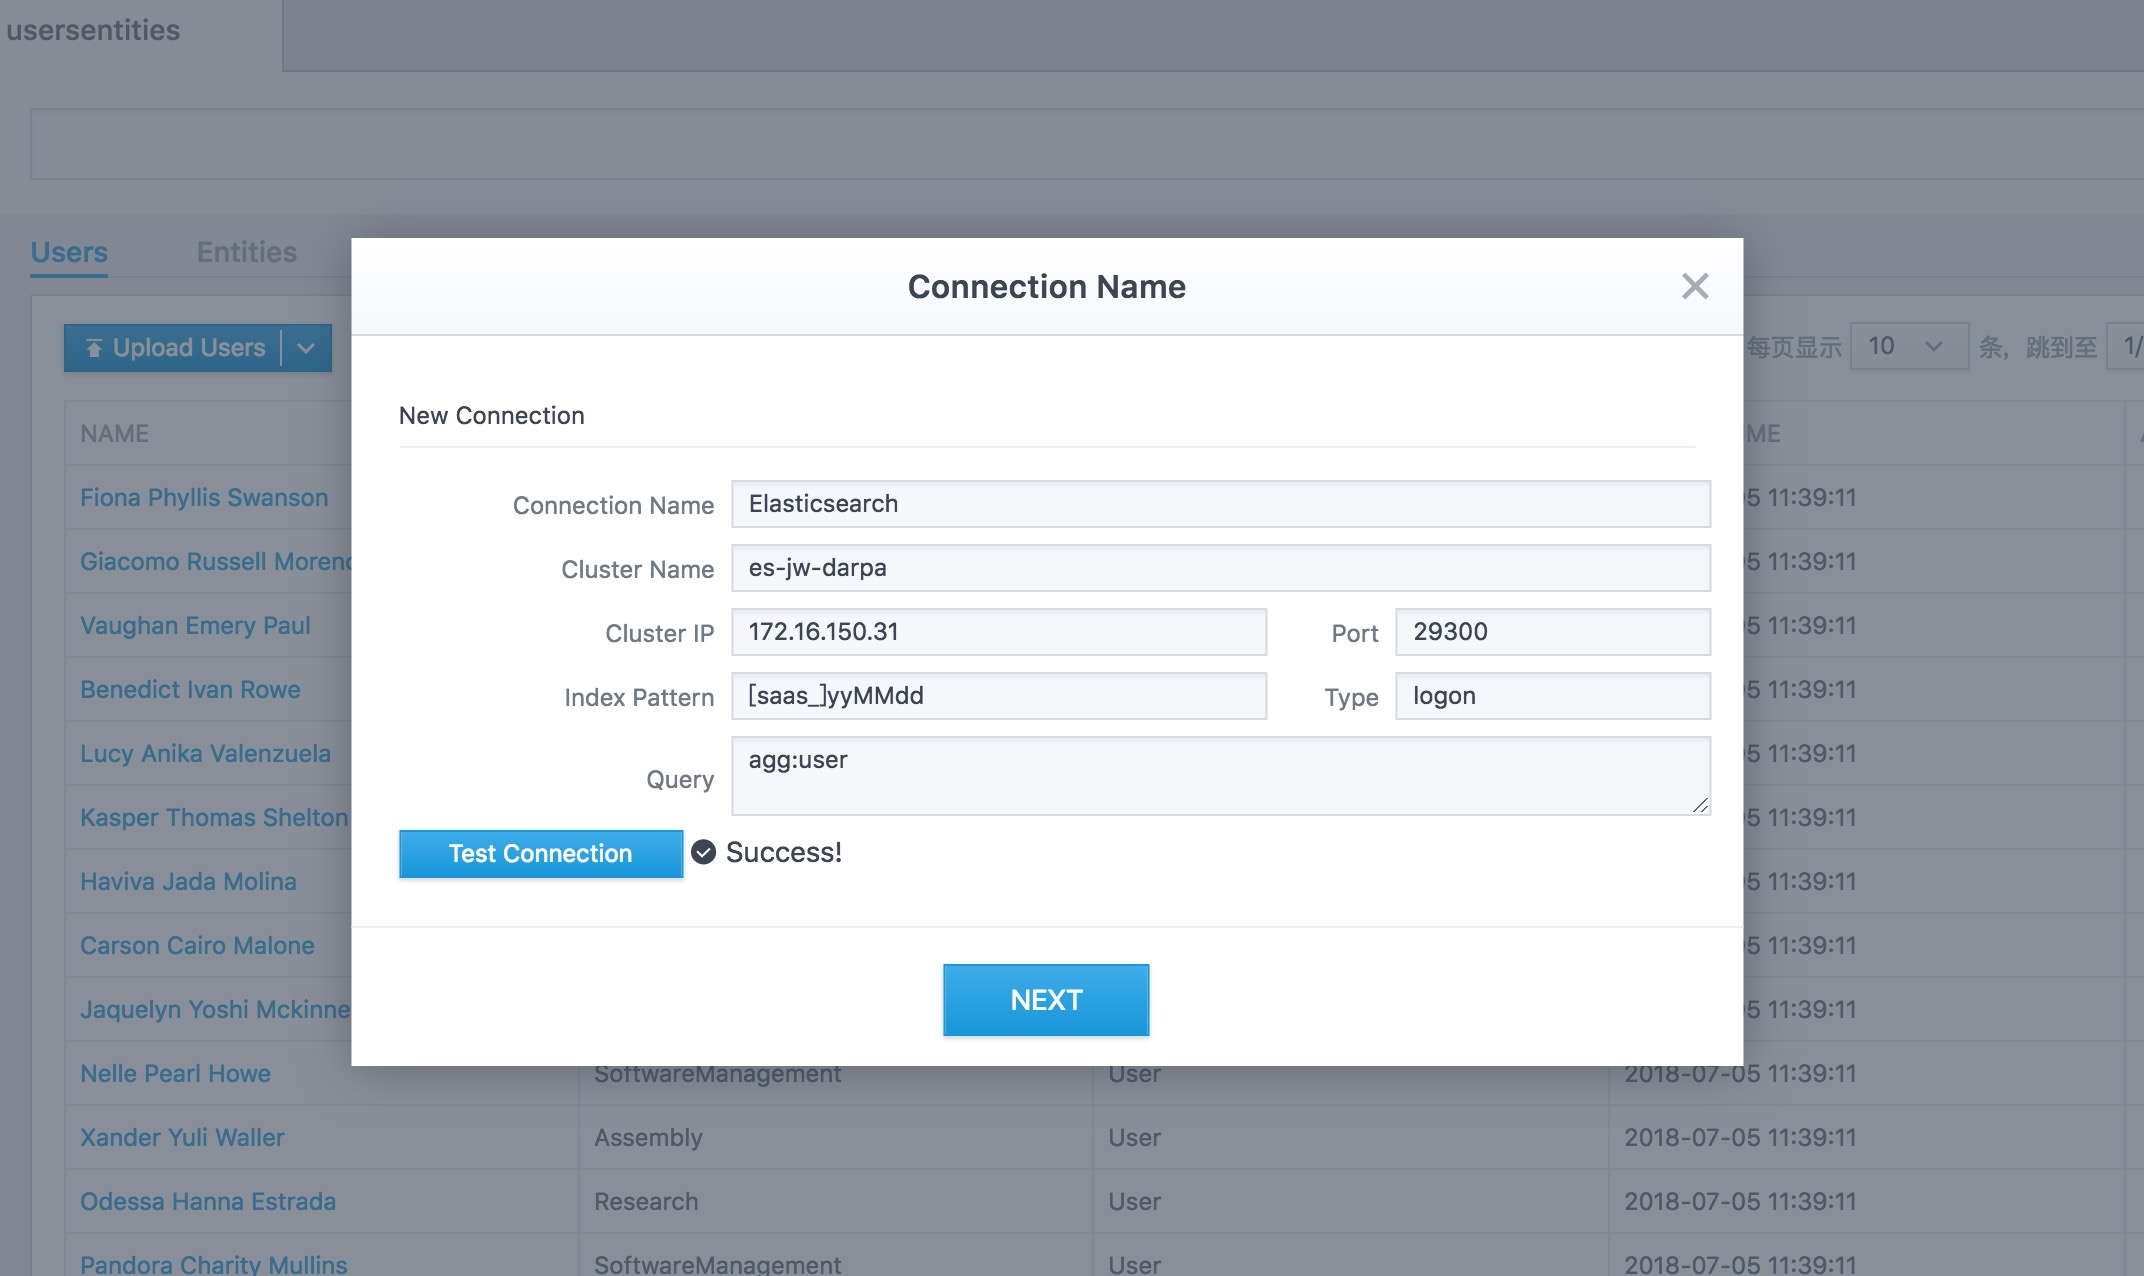 usersentities
Users
Entities
Connection Name
Upload Users
每页显示 10 条, 跳到至 1/
New Connection
NAME
ME
Connection Name Elasticsearch
Fiona Phyllis Swanson
5 11:39:11
Cluster Name es-jw-darpa
Giacomo Russell Moreno
5 11:39:11
Cluster IP 172.16.150.31 Port 29300
Vaughan Emery Paul
5 11:39:11
Index Pattern [saas_]yyMMdd Type logon
Benedict Ivan Rowe
5 11:39:11
Query agg:user
Lucy Anika Valenzuela
5 11:39:11
Kasper Thomas Shelton
5 11:39:11
Test Connection Success!
Haviva Jada Molina
5 11:39:11
Carson Cairo Malone
5 11:39:11
NEXT
Jaquelyn Yoshi Mckinne
5 11:39:11
Nelle Pearl Howe SoftwareManagement User 2018-07-05 11:39:11
Xander Yuli Waller Assembly User 2018-07-05 11:39:11
Odessa Hanna Estrada Research User 2018-07-05 11:39:11
Pandora Charity Mullins SoftwareManagement User 2018-07-05 11:39:11